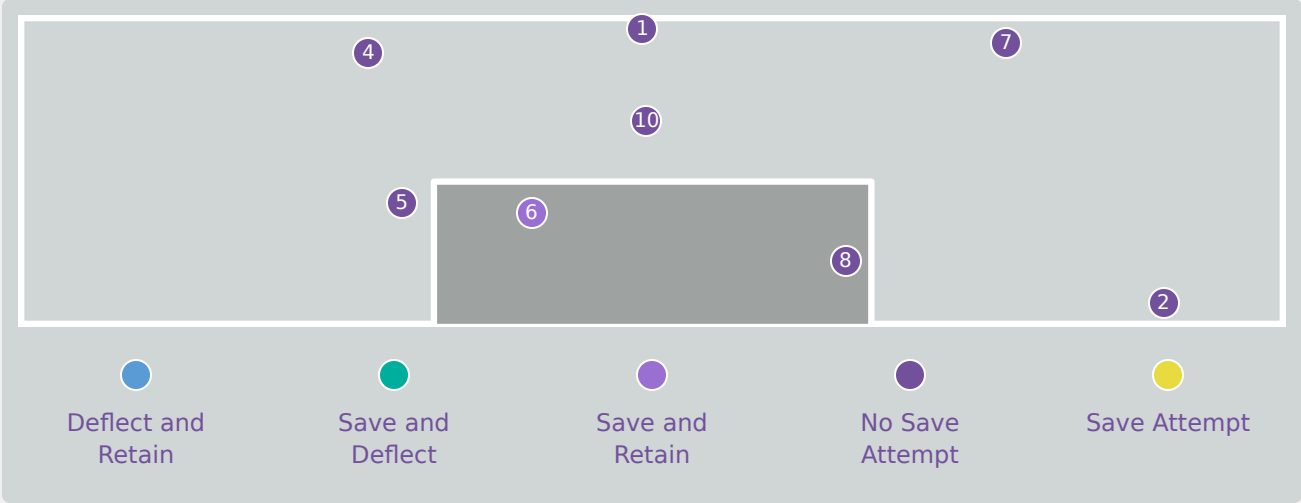 1
7
4
10
5
6
8
2
Deflect and
Retain
Save and
Deflect
Save and
Retain
No Save
Attempt
Save Attempt